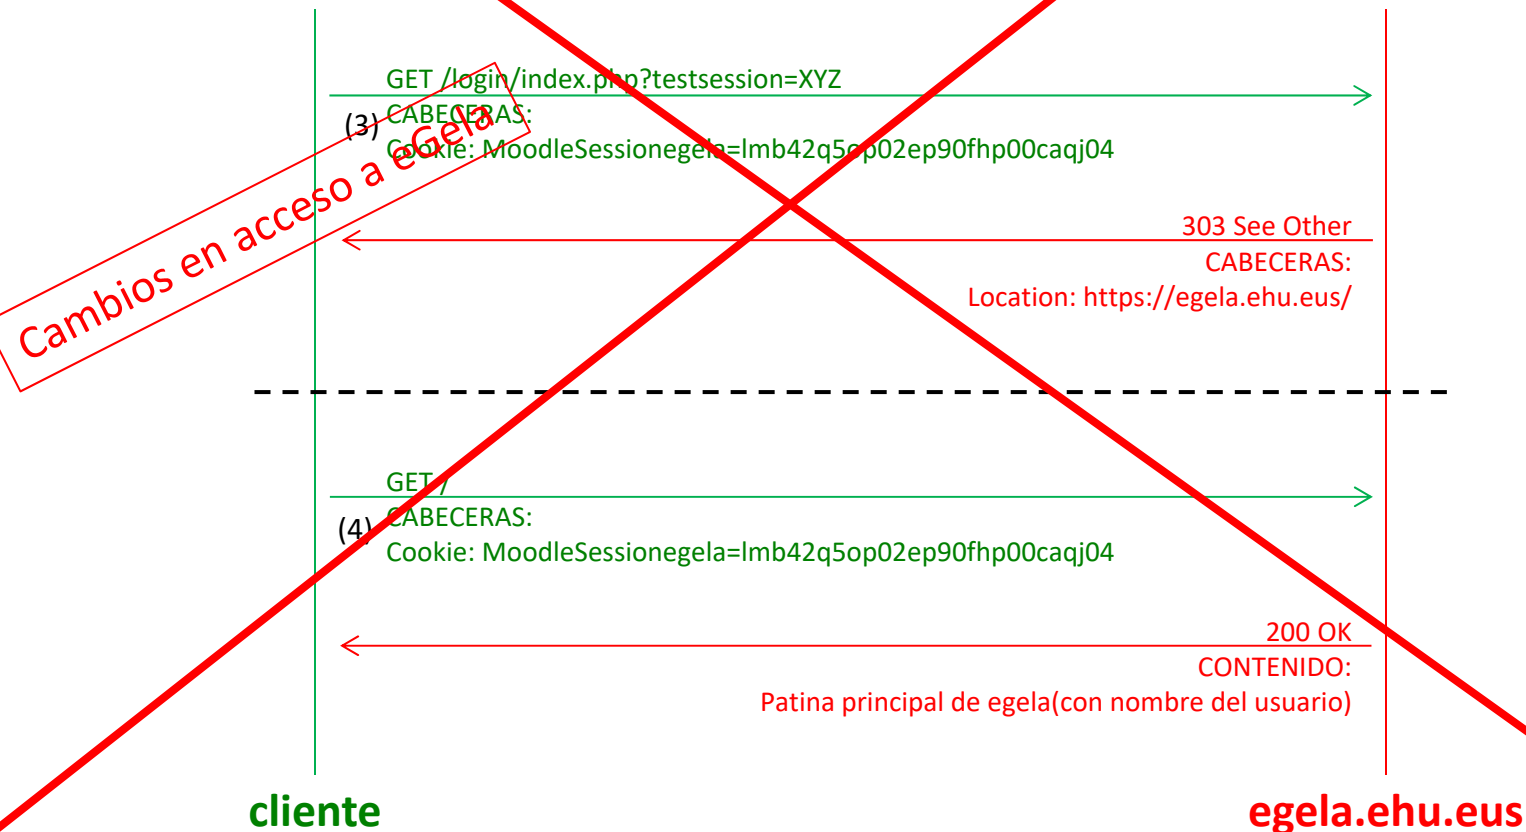 GET /login/index.php?testsession=XYZ
(3)
CABECERAS:
Cookie: MoodleSessionegela=lmb42q5op02ep90fhp00caqj04
Cambios en acceso a eGela
303 See Other
CABECERAS:
Location: https://egela.ehu.eus/
GET /
(4)
CABECERAS:
Cookie: MoodleSessionegela=lmb42q5op02ep90fhp00caqj04
200 OK
CONTENIDO:
Patina principal de egela(con nombre del usuario)
cliente
egela.ehu.eus